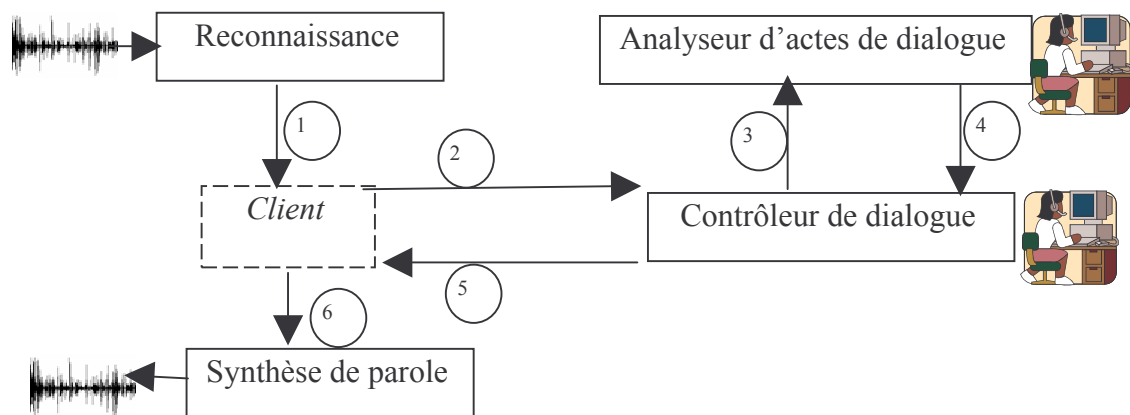 Reconnaissance
Analyseur d’actes de dialogue
1
2
3
4
Client
Contrôleur de dialogue
5
6
Synthèse de parole